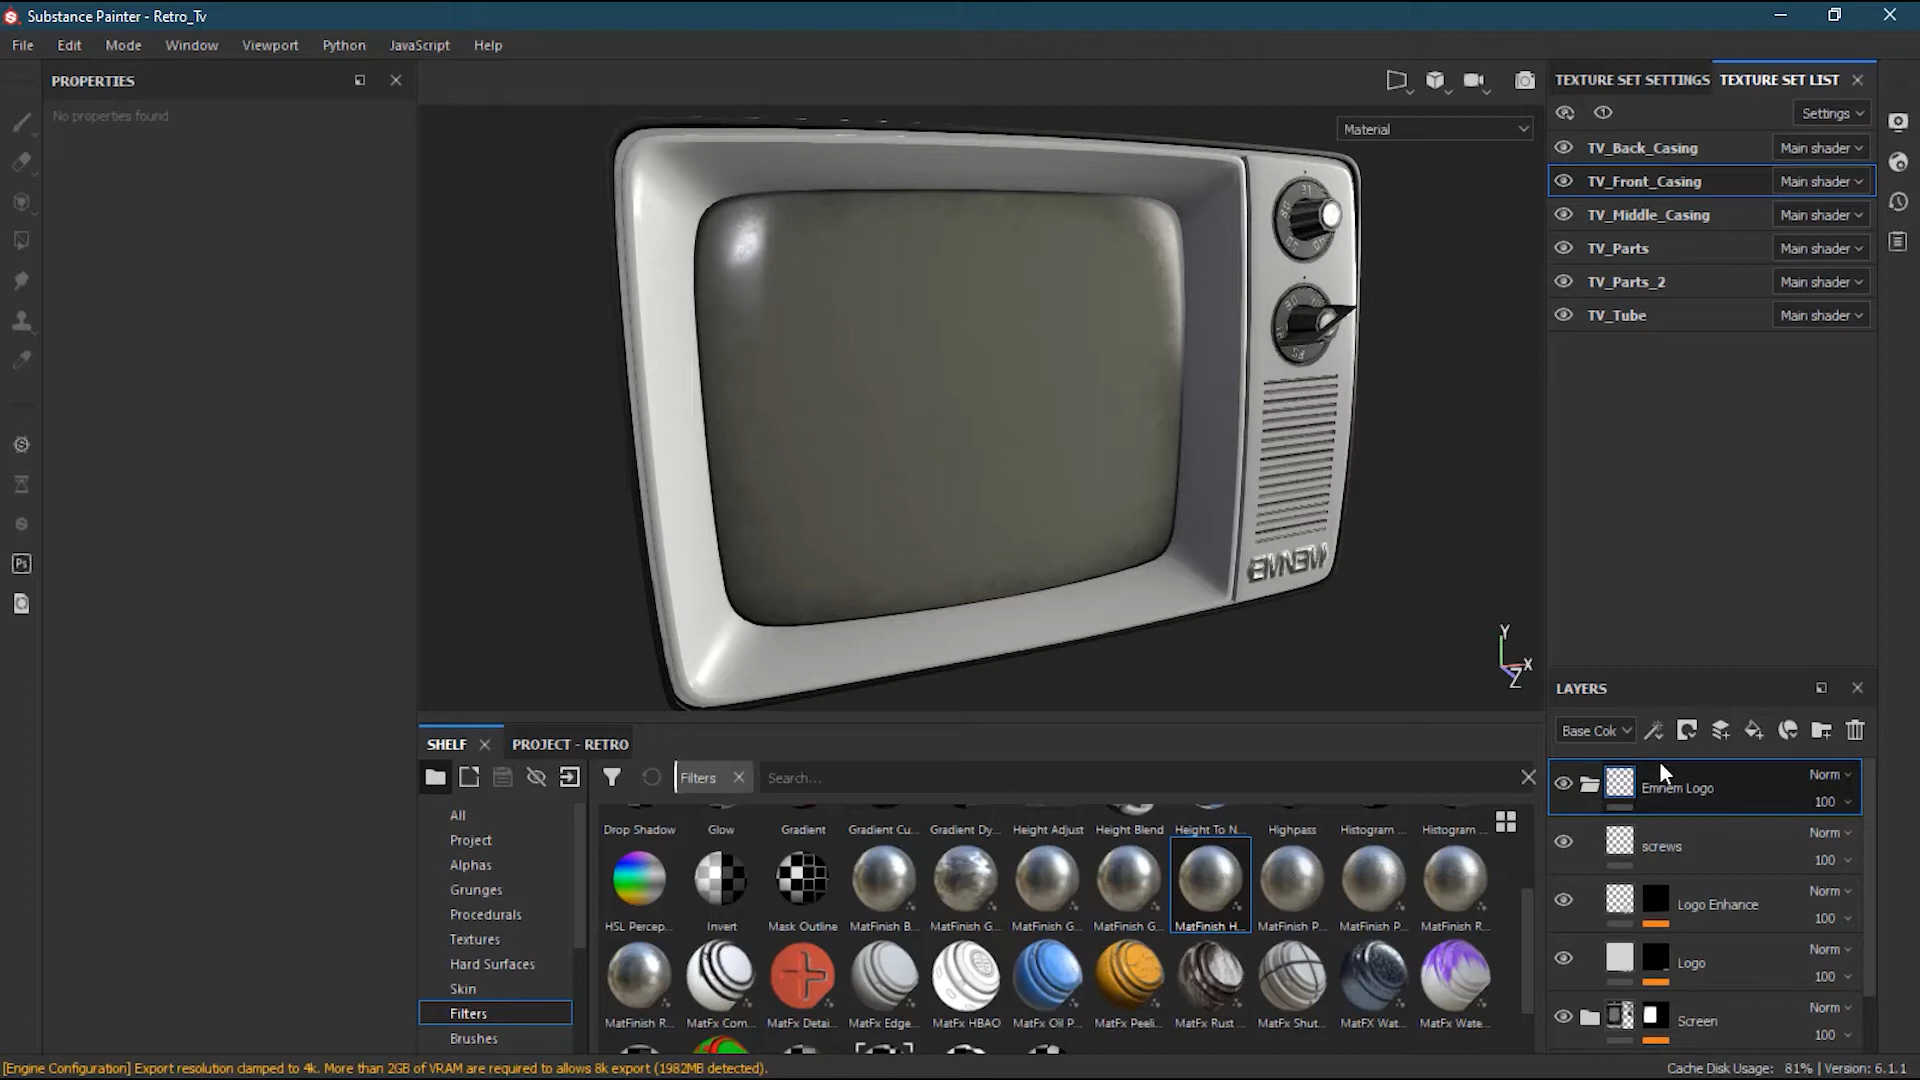 Substance Painter - Retro_Tv
File Edit Mode Window Viewport Python JavaScript Help
PROPERTIES
No properties found
Material
TEXTURE SET SETTINGS TEXTURE SET LIST
Settings
TV_Back_Casing Main shader
TV_Front_Casing Main shader
TV_Middle_Casing Main shader
TV_Parts Main shader
TV_Parts_2 Main shader
TV_Tube Main shader
Y
X
Z
LAYERS
Base Col
Norm
Emnem Logo
100
Norm
screws
100
Norm
Logo Enhance
100
Norm
Logo
100
Norm
Screen
100
Ps
SHELF PROJECT - RETRO
Filters Search...
All
Project
Alphas
Grunges
Procedurals
Textures
Hard Surfaces
Skin
Filters
Brushes
Drop Shadow Glow Gradient Gradient Cu... Gradient Dy... Height Adjust Height Blend Height To N... Highpass Histogram ... Histogram ...
HSL Percep... Invert Mask Outline MatFinish B... MatFinish G... MatFinish G... MatFinish G... MatFinish H... MatFinish P... MatFinish P... MatFinish R...
MatFinish R... MatFx Com... MatFx Detai... MatFx Edge... MatFx HBAO MatFx Oil P... MatFx Peeli... MatFx Rust ... MatFx Shut... MatFX Wat... MatFx Wate...
[Engine Configuration] Export resolution clamped to 4k. More than 2GB of VRAM are required to allows 8k export (1982MB detected).
Cache Disk Usage: 81% | Version: 6.1.1